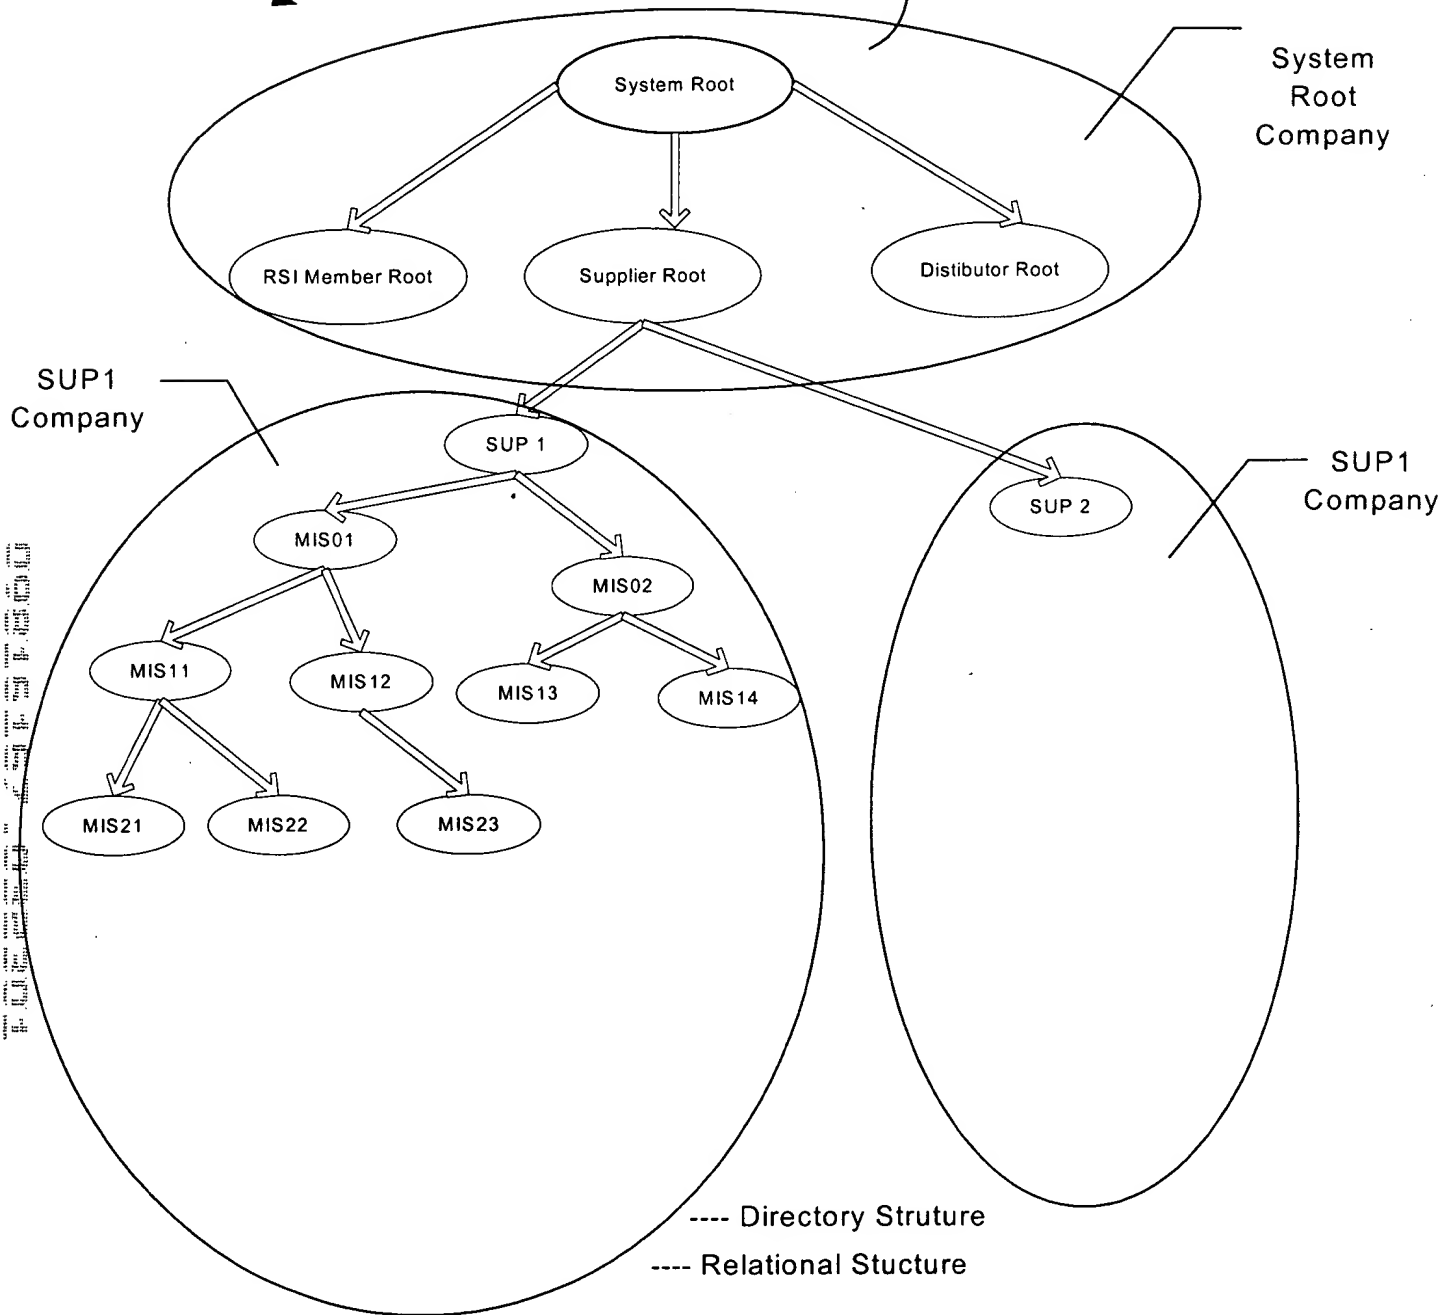 System Root
System
Root
Company
RSI Member Root
Supplier Root
Distibutor Root
SUP1
Company
SUP 1
SUP1
Company
SUP 2
MIS01
MIS02
MIS11
MIS12
MIS13
MIS14
MIS21
MIS22
MIS23
---- Directory Struture
---- Relational Stucture